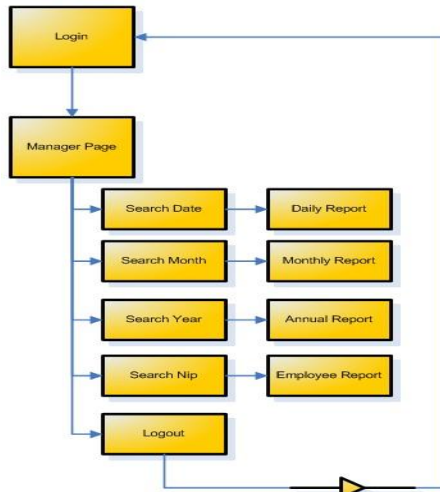 Login
Manager Page
Search Date
Daily Report
Search Month
Monthly Report
Search Year
Annual Report
Search Nip
Employee Report
Logout